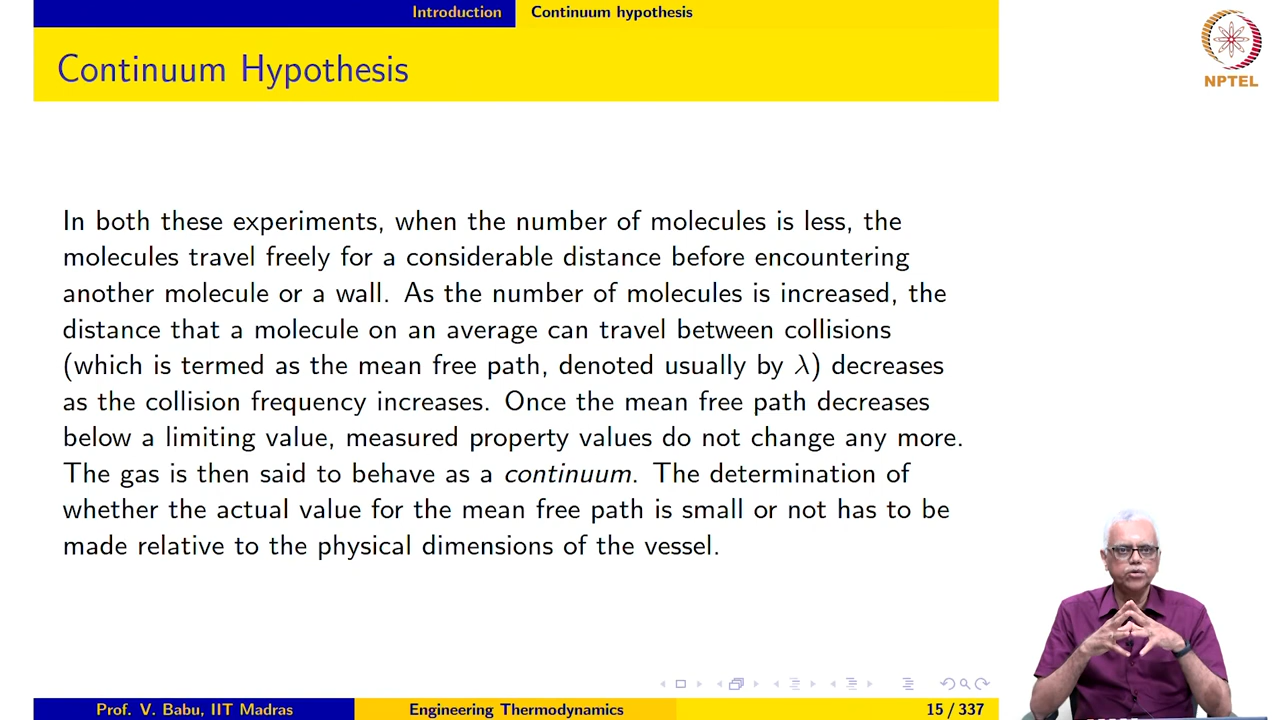 Introduction Continuum hypothesis
NPTEL
Continuum Hypothesis
In both these experiments, when the number of molecules is less, the
molecules travel freely for a considerable distance before encountering
another molecule or a wall. As the number of molecules is increased, the
distance that a molecule on an average can travel between collisions
(which is termed as the mean free path, denoted usually by λ) decreases
as the collision frequency increases. Once the mean free path decreases
below a limiting value, measured property values do not change any more.
The gas is then said to behave as a continuum. The determination of
whether the actual value for the mean free path is small or not has to be
made relative to the physical dimensions of the vessel.
Prof. V. Babu, IIT Madras Engineering Thermodynamics 15 / 337